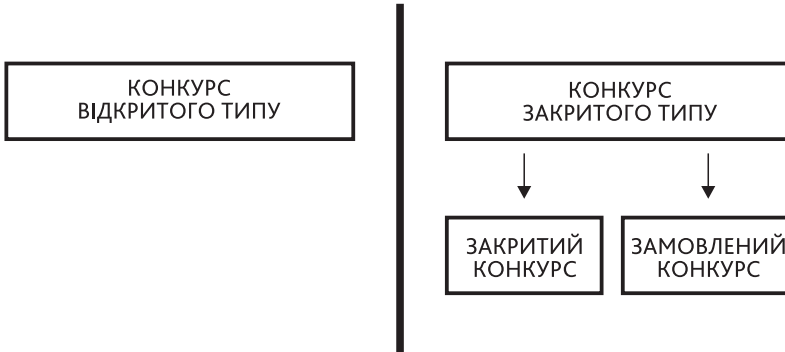 КОНКУРС
ВІДКРИТОГО ТИПУ
КОНКУРС
ЗАКРИТОГО ТИПУ
ЗАКРИТИЙ
КОНКУРС
ЗАМОВЛЕНИЙ
КОНКУРС